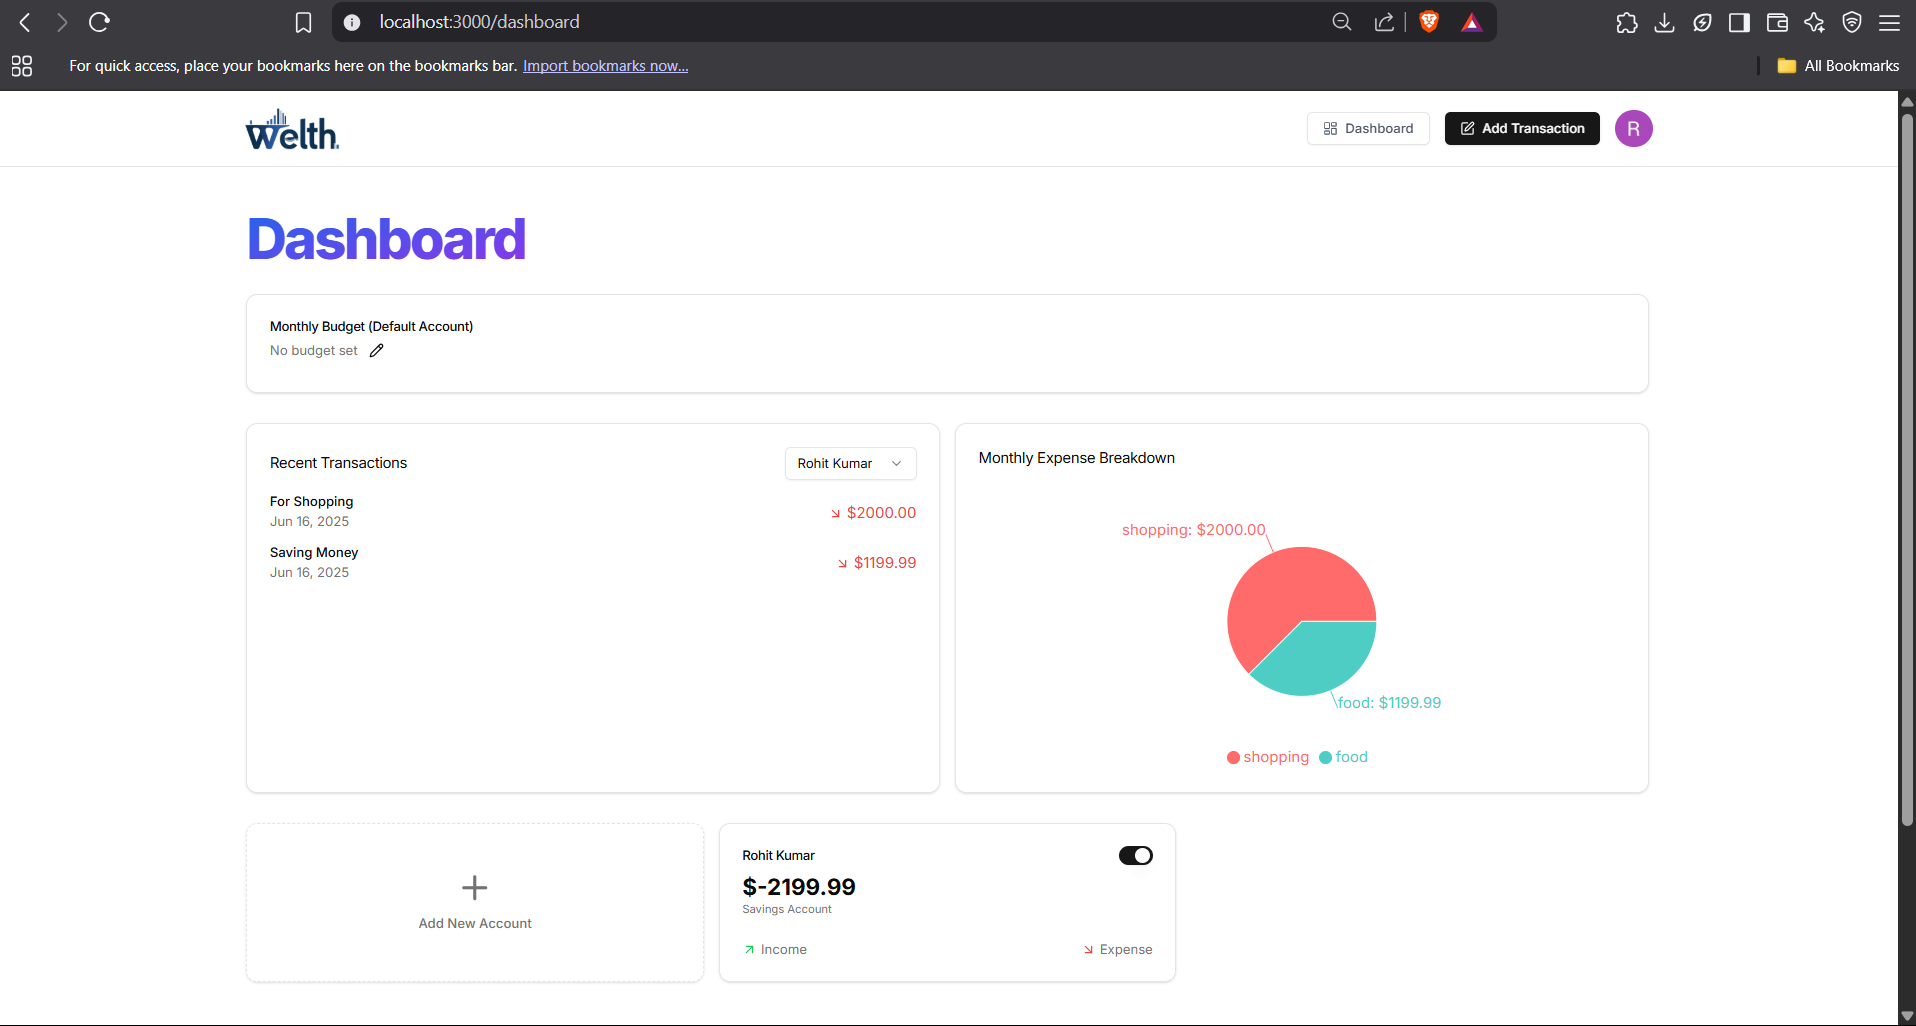 localhost:3000/dashboard
For quick access, place your bookmarks here on the bookmarks bar. Import bookmarks now...
All Bookmarks
Welth
Dashboard
Add Transaction
R
Dashboard
Monthly Budget (Default Account)
No budget set
Recent Transactions
Rohit Kumar
For Shopping
Jun 16, 2025
$2000.00
Saving Money
Jun 16, 2025
$1199.99
Monthly Expense Breakdown
shopping: $2000.00
food: $1199.99
shopping
food
Add New Account
Rohit Kumar
$-2199.99
Savings Account
Income
Expense